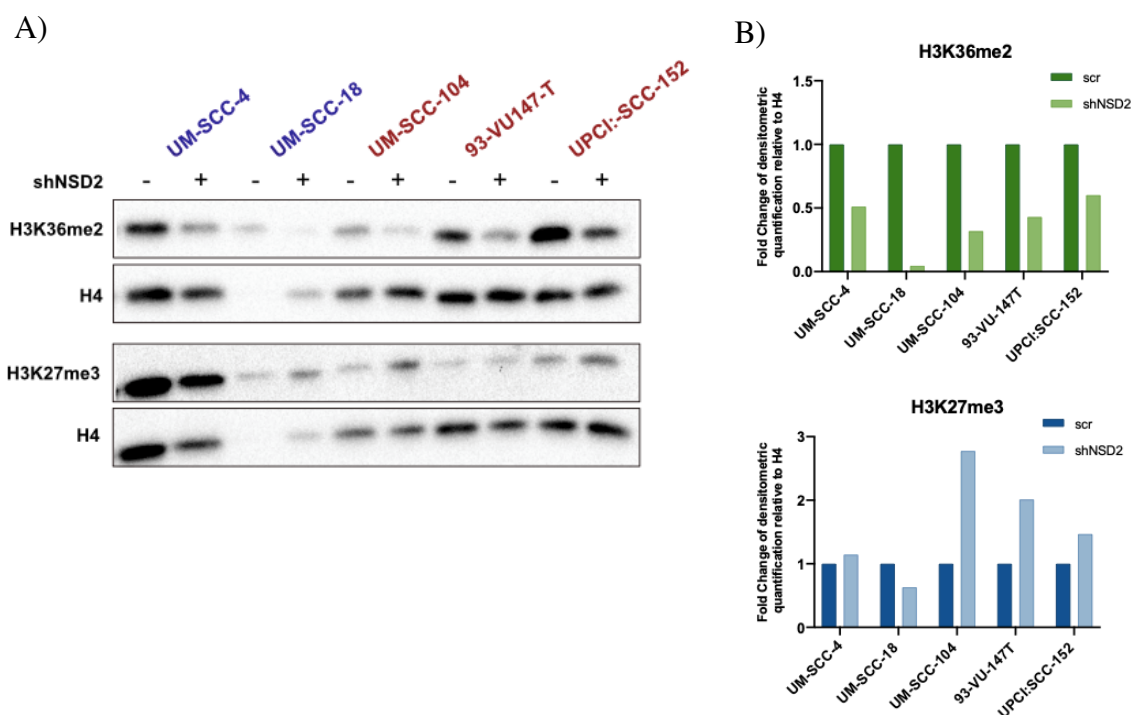 A)
UM-SCC-4
UM-SCC-18
UM-SCC-104
93-VU147-T
UPCI:-SCC-152
shNSD2 - + - + - + - + - +
H3K36me2
H4
H3K27me3
H4
B)
H3K36me2
Fold Change of densitometric
quantification relative to H4
1.5
1.0
0.5
0.0
scr
shNSD2
UM-SCC-4
UM-SCC-18
UM-SCC-104
93-VU-147T
UPCI:SCC-152
H3K27me3
Fold Change of densitometric
quantification relative to H4
3
2
1
0
scr
shNSD2
UM-SCC-4
UM-SCC-18
UM-SCC-104
93-VU-147T
UPCI:SCC-152